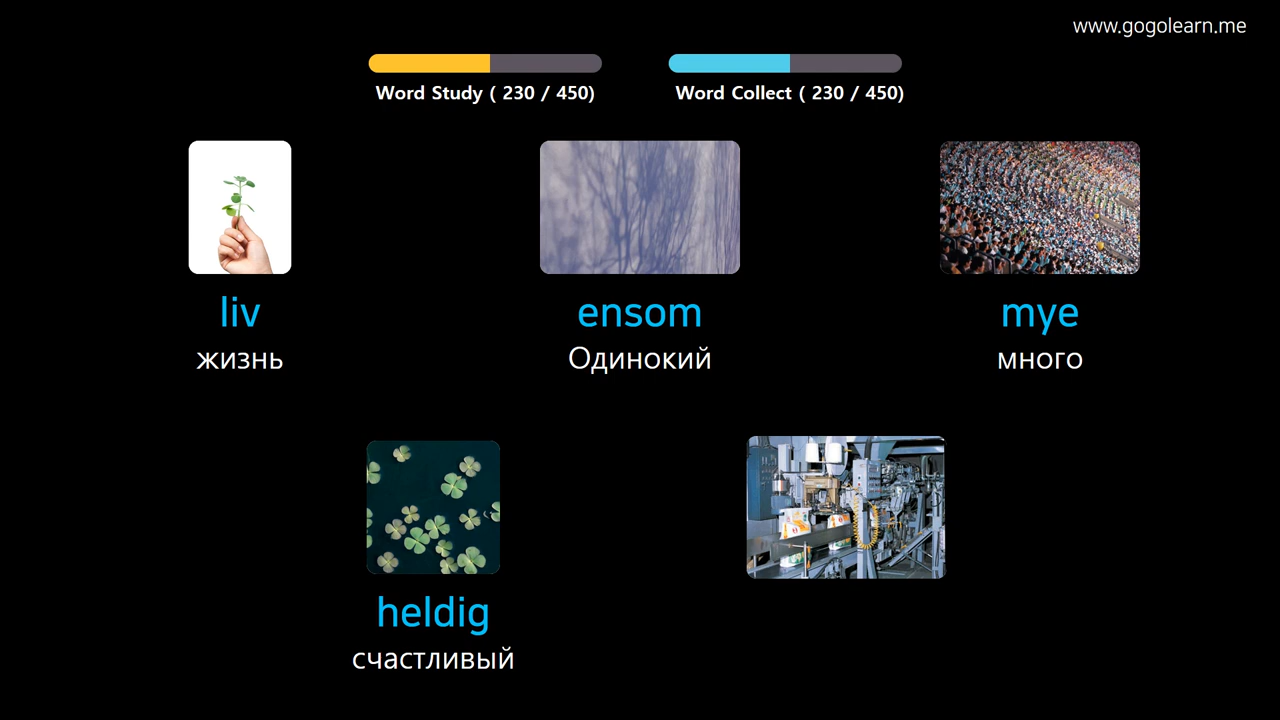 www.gogolearn.me
Word Study ( 230 / 450)
Word Collect ( 230 / 450)
liv
жизнь
ensom
Одинокий
mye
много
heldig
счастливый